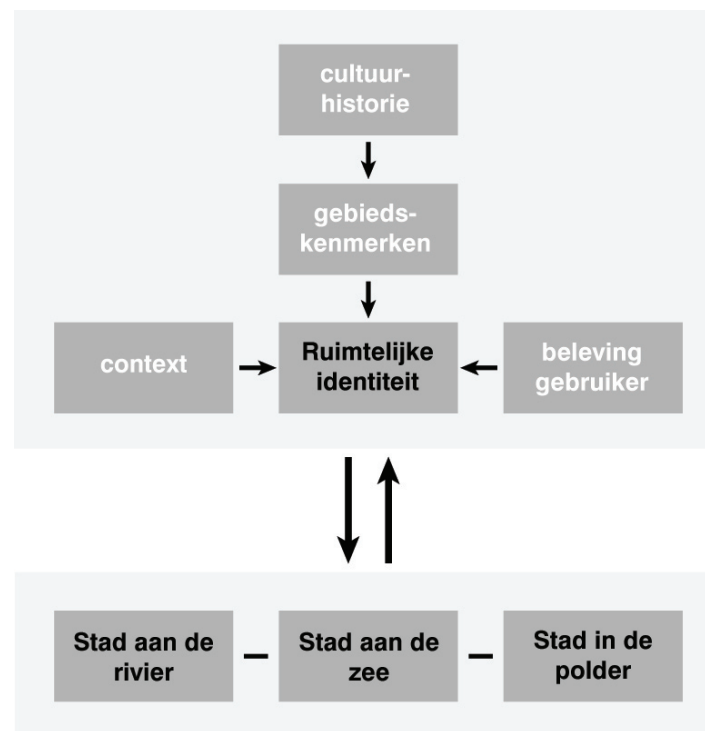 cultuur-
historie
gebieds-
kenmerken
context
Ruimtelijke
identiteit
beleving
gebruiker
Stad aan de
rivier
Stad aan de
zee
Stad in de
polder